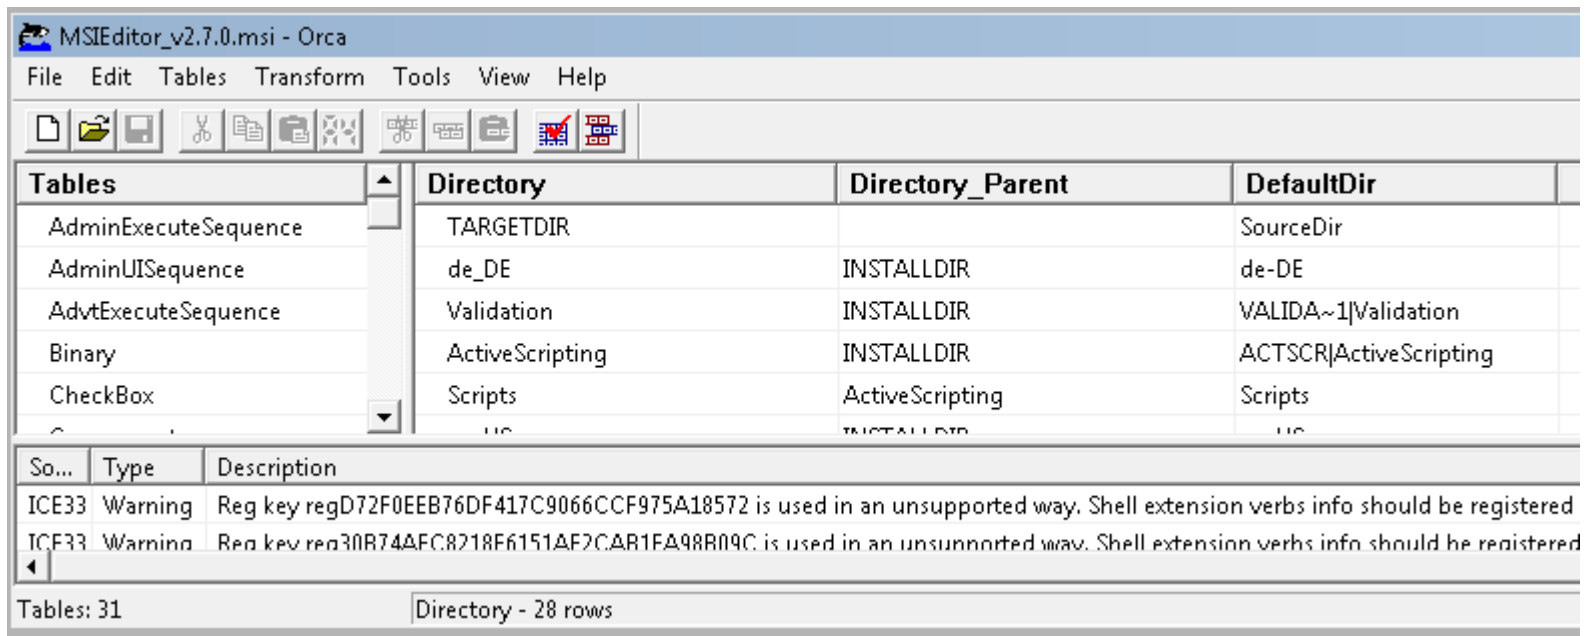 MSIEditor_v2.7.0.msi - Orca
File Edit Tables Transform Tools View Help
Tables Directory Directory_Parent DefaultDir
AdminExecuteSequence TARGETDIR SourceDir
AdminUISequence de_DE INSTALLDIR de-DE
AdvtExecuteSequence Validation INSTALLDIR VALIDA~1|Validation
Binary ActiveScripting INSTALLDIR ACTSCR|ActiveScripting
CheckBox Scripts ActiveScripting Scripts
INSTALLDIR
So... Type Description
ICE33 Warning Reg key regD72F0EEB76DF417C9066CCF975A18572 is used in an unsupported way. Shell extension verbs info should be registered
ICE33 Warning Reg key reg30B74AEC8218E6151AE2CAB1EA98B09C is used in an unsupported way. Shell extension verbs info should be registered
Tables: 31 Directory - 28 rows